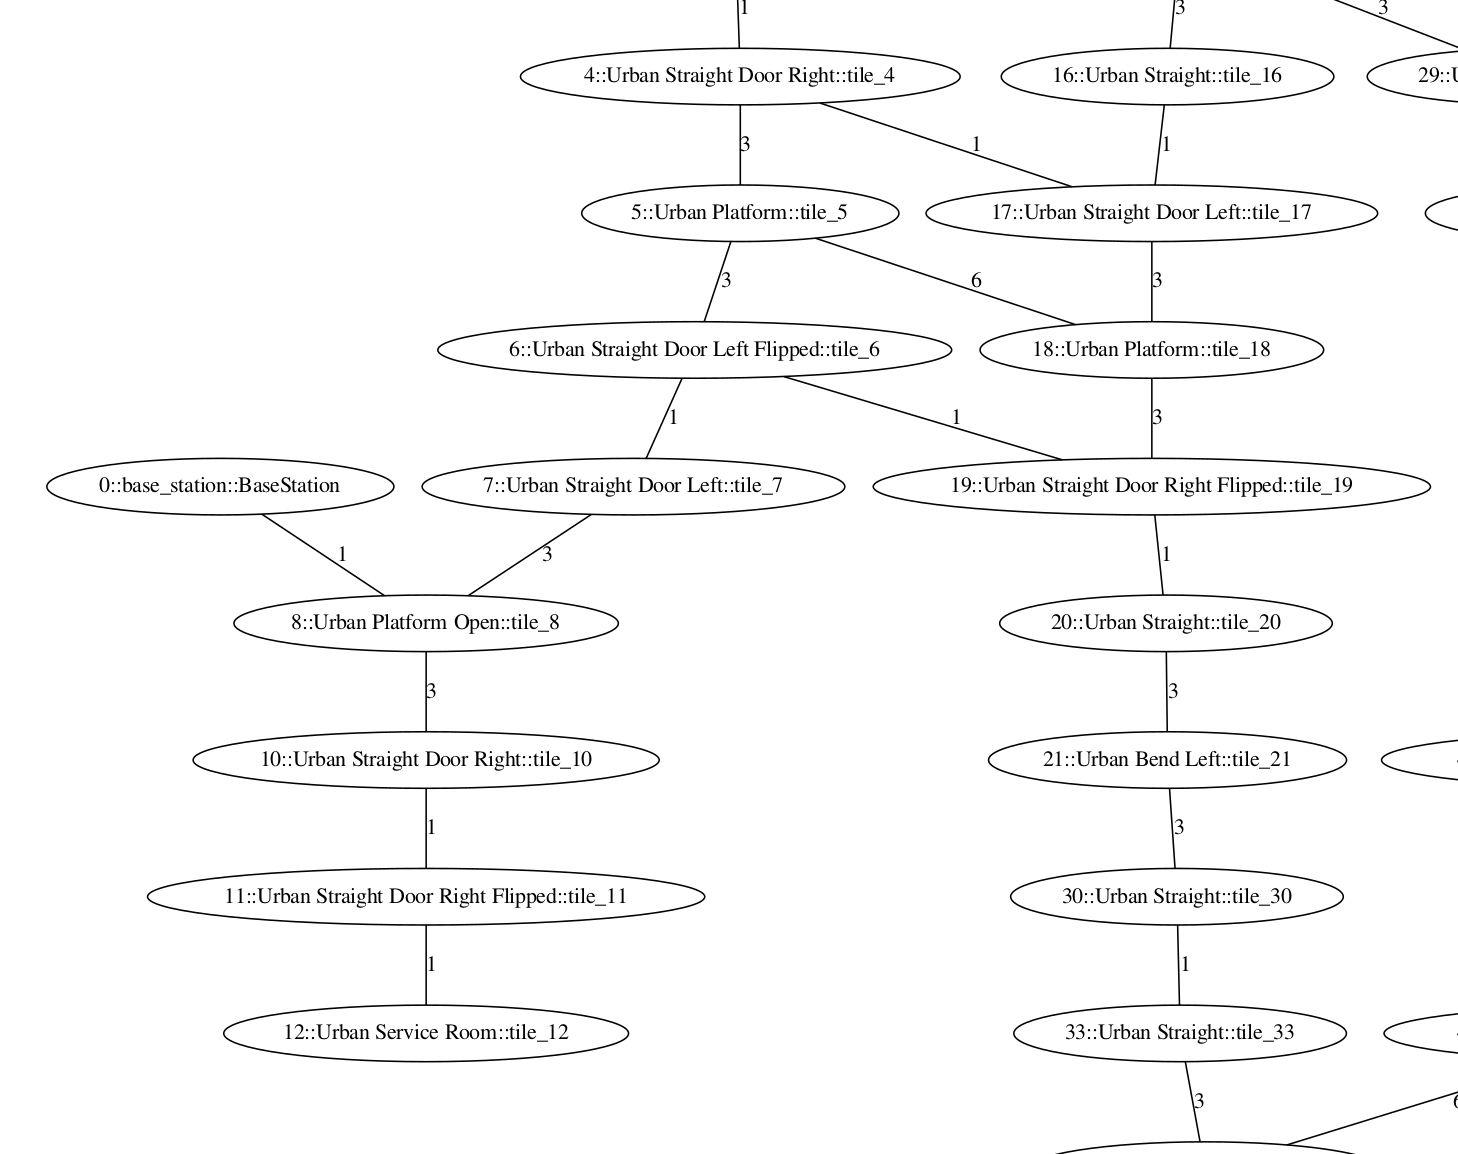 1
3
3
4::Urban Straight Door Right::tile_4
16::Urban Straight::tile_16
3
1
1
5::Urban Platform::tile_5
17::Urban Straight Door Left::tile_17
3
6
3
6::Urban Straight Door Left Flipped::tile_6
18::Urban Platform::tile_18
1
1
3
0::base_station::BaseStation
7::Urban Straight Door Left::tile_7
19::Urban Straight Door Right Flipped::tile_19
1
3
1
8::Urban Platform Open::tile_8
20::Urban Straight::tile_20
3
3
10::Urban Straight Door Right::tile_10
21::Urban Bend Left::tile_21
1
3
11::Urban Straight Door Right Flipped::tile_11
30::Urban Straight::tile_30
1
1
12::Urban Service Room::tile_12
33::Urban Straight::tile_33
3